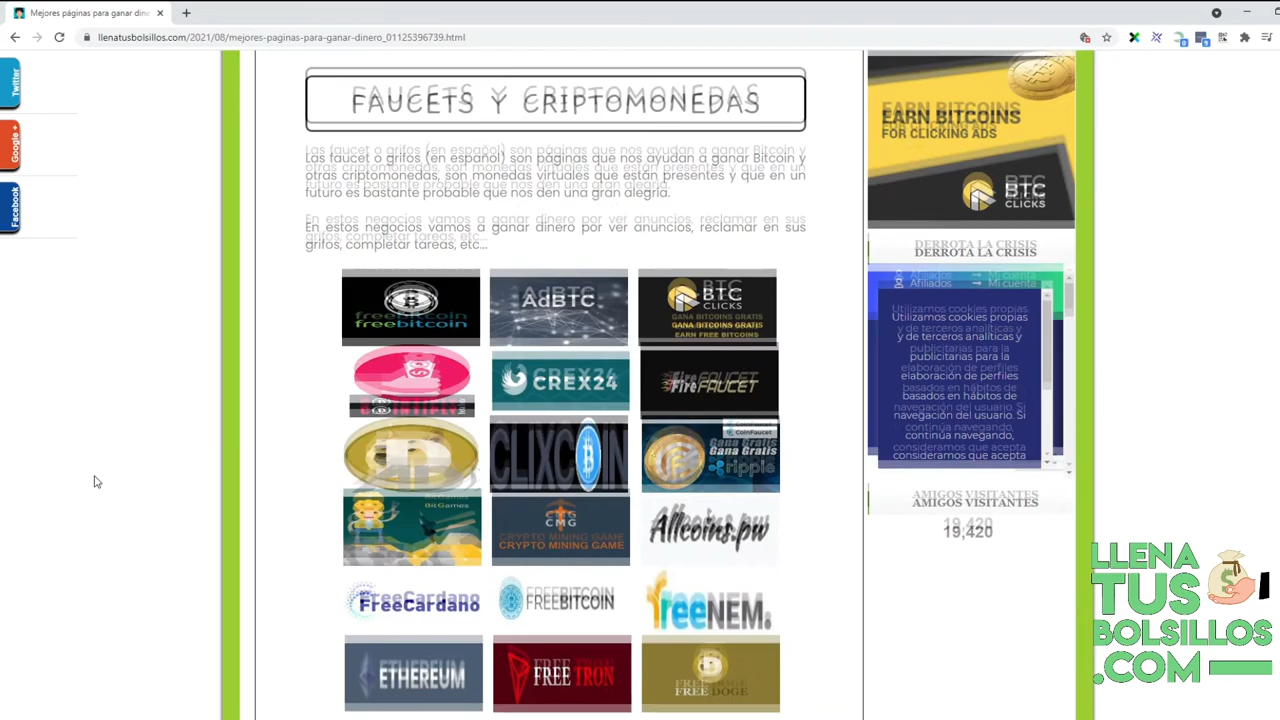 Mejores páginas para ganar dine
llenatusbolsillos.com/2021/08/mejores-paginas-para-ganar-dinero_01125396739.html
Twitter
Google +
Facebook
FAUCETS Y CRIPTOMONEDAS
Las faucet o grifos (en español) son páginas que nos ayudan a ganar Bitcoin y
otras criptomonedas, son monedas virtuales que están presentes y que en un
futuro es bastante probable que nos den una gran alegría.
En estos negocios vamos a ganar dinero por ver anuncios, reclamar en sus
grifos, completar tareas, etc...
freebitcoin
AdBTC
BTC
CLICKS
GANA BITCOINS GRATIS
EARN FREE BITCOINS
CREX24
FireFAUCET
CLIXCOIN
CoinFaucet
Gana Gratis
ripple
BitGames
CMG
CRYPTO MINING GAME
Allcoins.pw
FreeCardano
FREEBITCOIN
freeNEM
ETHEREUM
FREE TRON
FREE DOGE
EARN BITCOINS
FOR CLICKING ADS
BTC
CLICKS
DERROTA LA CRISIS
Afiliados → Mi cuenta
Utilizamos cookies propias
y de terceros analíticas y
publicitarias para la
elaboración de perfiles
basados en hábitos de
navegación del usuario. Si
continúa navegando,
consideramos que acepta
AMIGOS VISITANTES
19,420
LLENA
TUS
BOLSILLOS
.COM